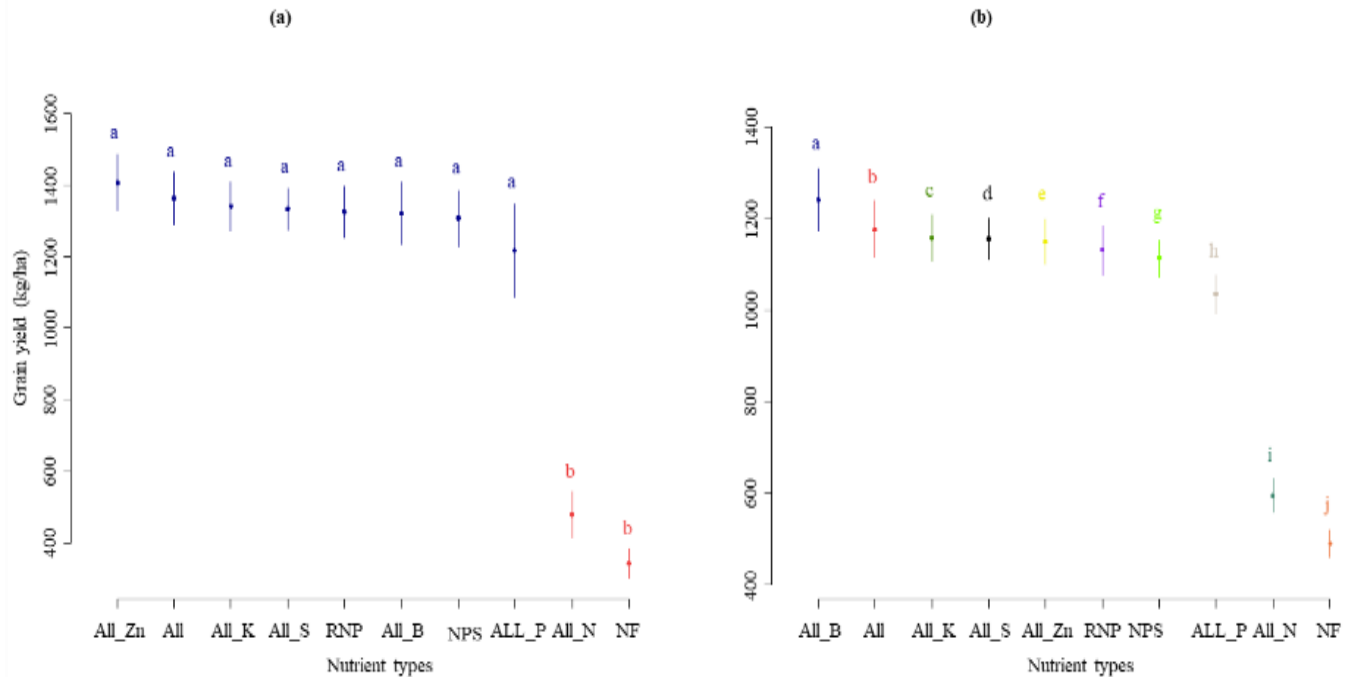 (a)
(b)
Grain yield (kg/ha)
1600
1400
1200
1000
800
600
400
a a a a a a a a b b
All_Zn All All_K All_S RNP All_B NPS ALL_P All_N NF
Nutrient types
1400
1200
1000
800
600
400
a b c d e f g h i j
All_B All All_K All_S All_Zn RNP NPS ALL_P All_N NF
Nutrient types